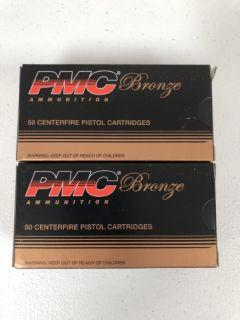 PMC® Bronze
AMMUNITION
50 CENTERFIRE PISTOL CARTRIDGES
WARNING: KEEP OUT OF REACH OF CHILDREN
PMC® Bronze
AMMUNITION
50 CENTERFIRE PISTOL CARTRIDGES
WARNING: KEEP OUT OF REACH OF CHILDREN